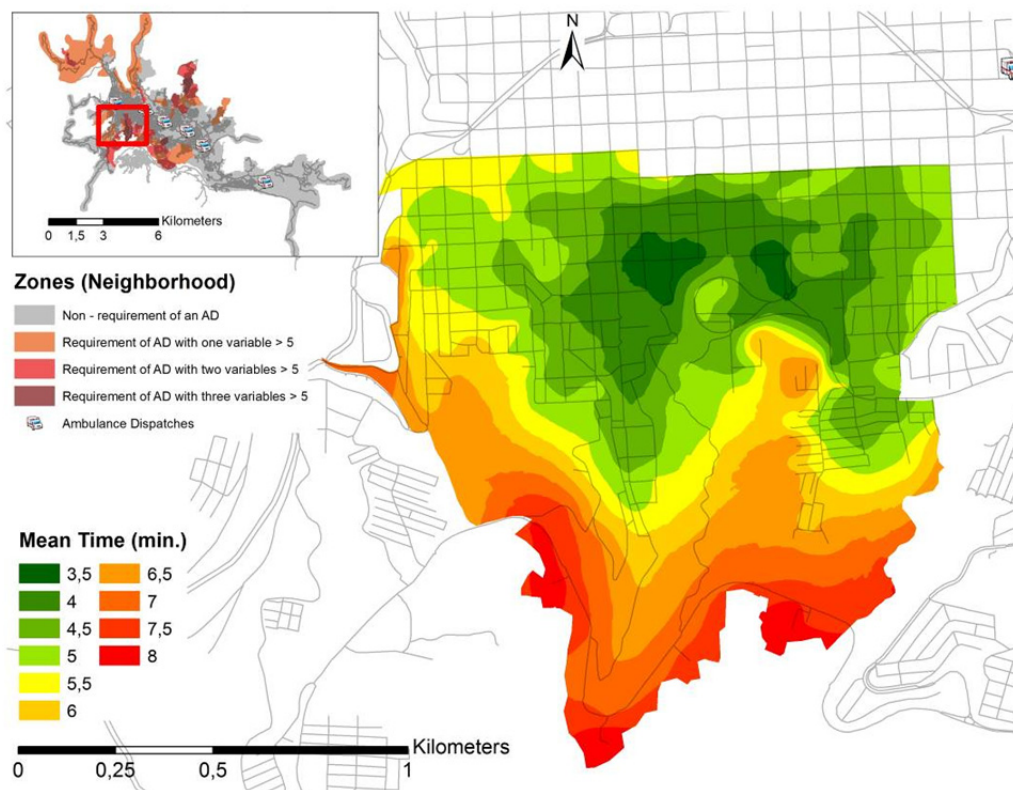 N
Kilometers
0 1,5 3 6
Zones (Neighborhood)
Non - requirement of an AD
Requirement of AD with one variable > 5
Requirement of AD with two variables > 5
Requirement of AD with three variables > 5
Ambulance Dispatches
Mean Time (min.)
3,5 6,5
4 7
4,5 7,5
5 8
5,5
6
Kilometers
0 0,25 0,5 1